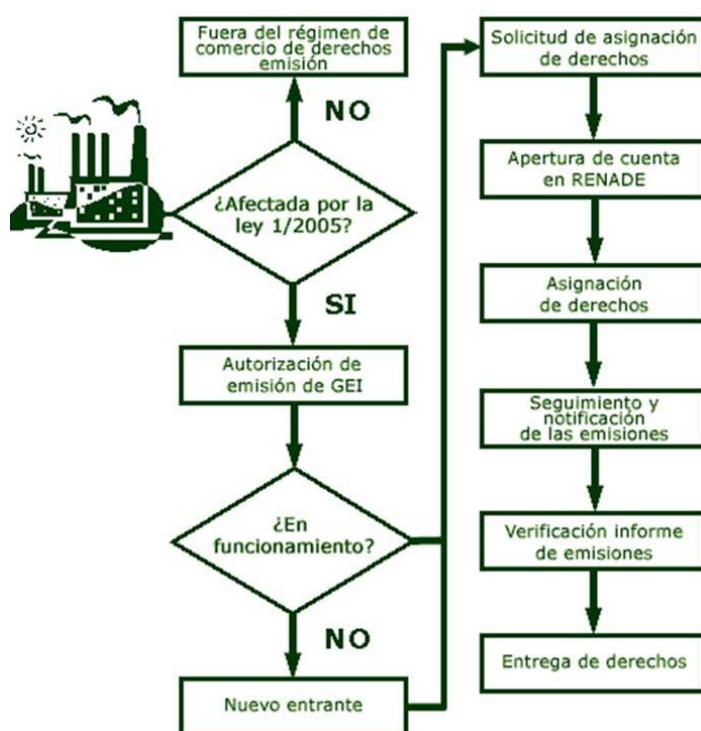 Fuera del régimen de
comercio de derechos
emisión
NO
¿Afectada por la
ley 1/2005?
SI
Autorización de
emisión de GEI
¿En
funcionamiento?
NO
Nuevo entrante
Solicitud de asignación
de derechos
Apertura de cuenta
en RENADE
Asignación
de derechos
Seguimiento y
notificación
de las emisiones
Verificación informe
de emisiones
Entrega de derechos